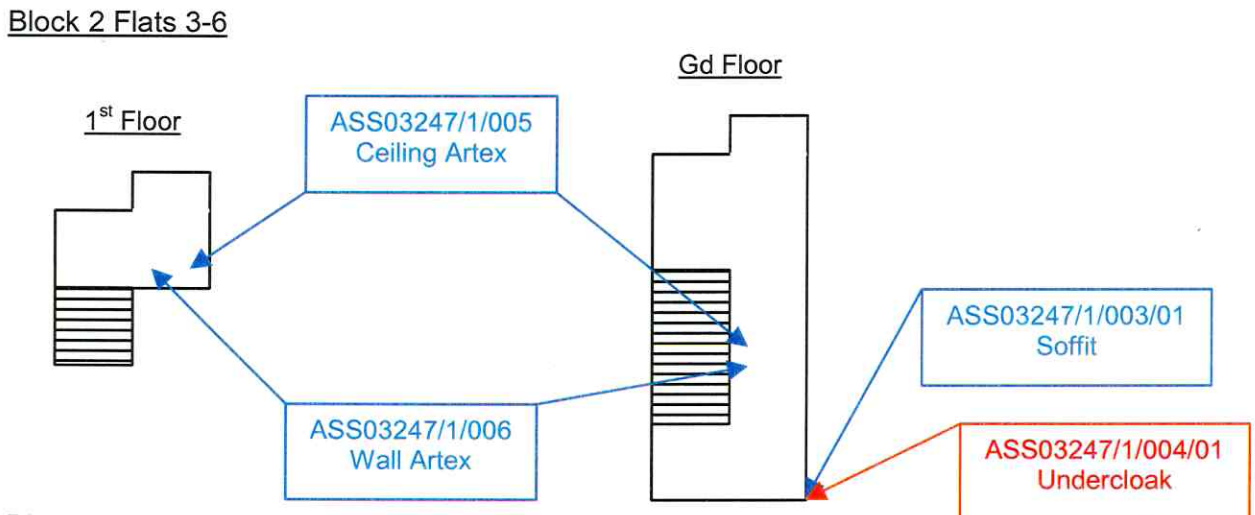 Block 2 Flats 3-6
Gd Floor
1st Floor
ASS03247/1/005
Ceiling Artex
ASS03247/1/003/01
Soffit
ASS03247/1/006
Wall Artex
ASS03247/1/004/01
Undercloak